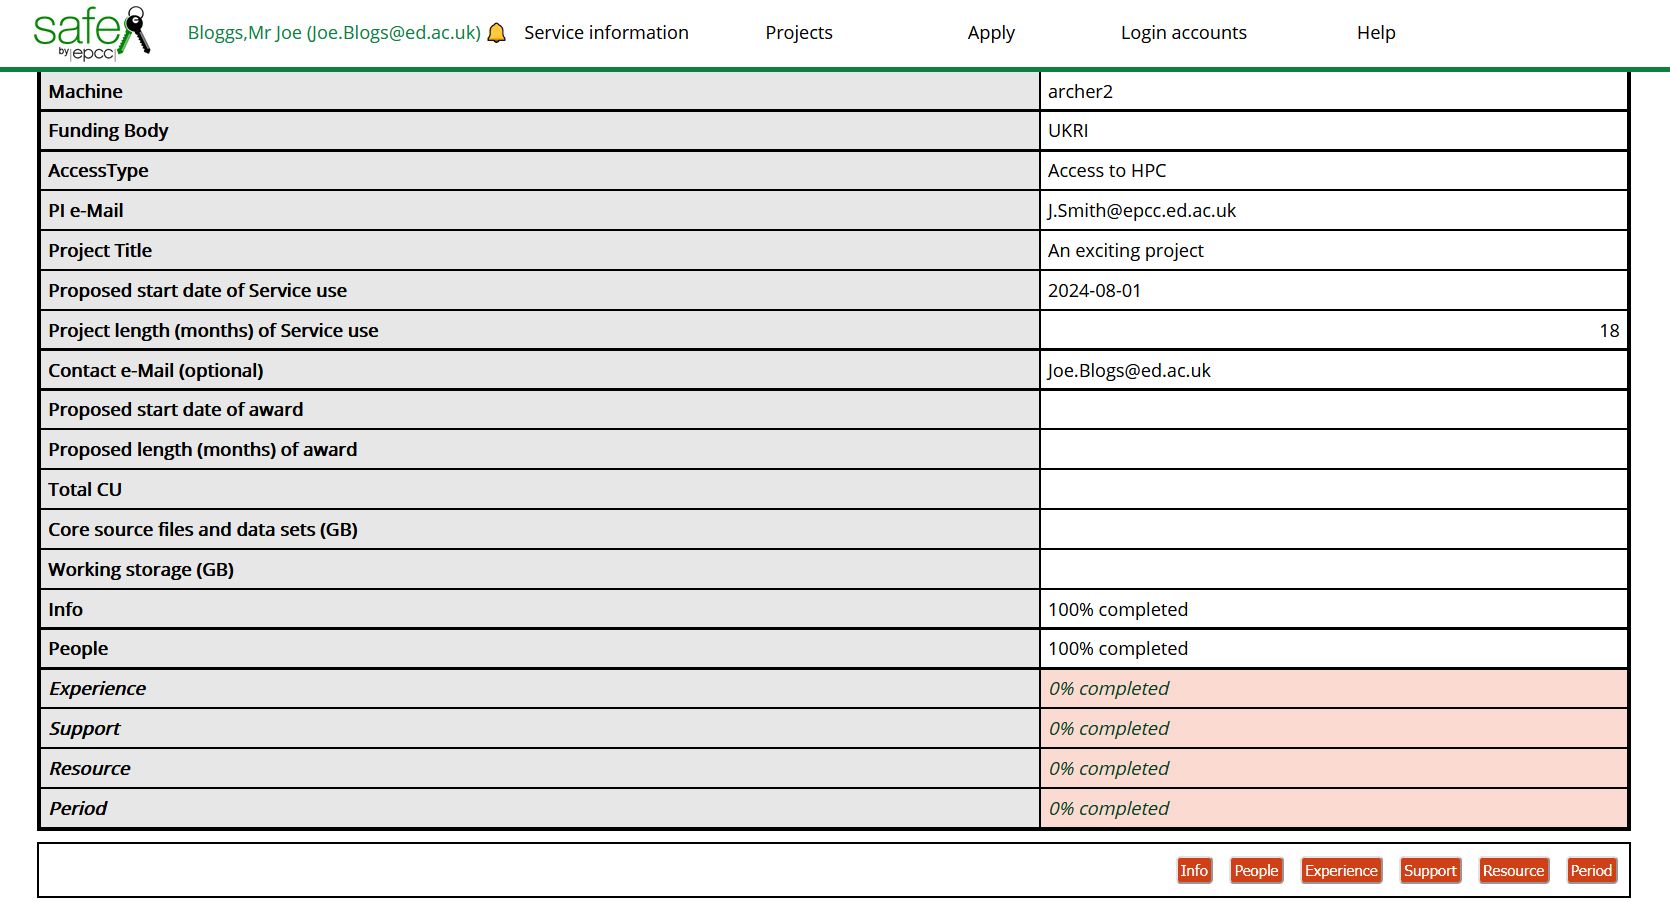 safe
by |epcc|
Bloggs,Mr Joe (Joe.Blogs@ed.ac.uk) Service information Projects Apply Login accounts Help
Machine archer2
Funding Body UKRI
AccessType Access to HPC
PI e-Mail J.Smith@epcc.ed.ac.uk
Project Title An exciting project
Proposed start date of Service use 2024-08-01
Project length (months) of Service use 18
Contact e-Mail (optional) Joe.Blogs@ed.ac.uk
Proposed start date of award
Proposed length (months) of award
Total CU
Core source files and data sets (GB)
Working storage (GB)
Info 100% completed
People 100% completed
Experience 0% completed
Support 0% completed
Resource 0% completed
Period 0% completed
Info People Experience Support Resource Period